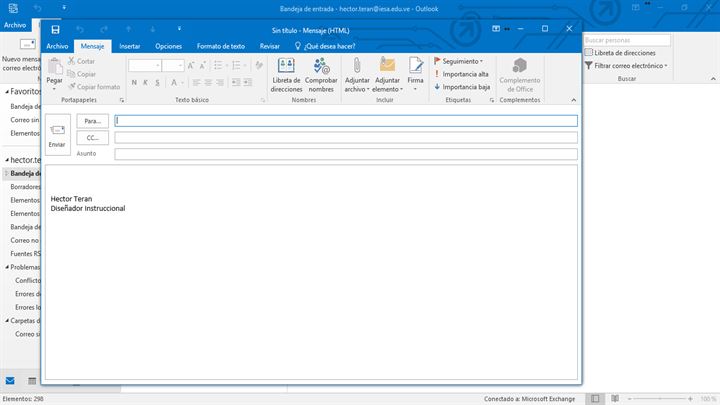 Bandeja de entrada - hector.teran@iesa.edu.ve - Outlook
Archivo
Sin título - Mensaje (HTML)
Archivo Mensaje Insertar Opciones Formato de texto Revisar ¿Qué desea hacer?
Nuevo mensaje
correo electró
Pegar
Cortar
Copiar
Copiar formato
Portapapeles
N K S
Texto básico
Libreta de
direcciones
Comprobar
nombres
Nombres
Adjuntar
archivo
Adjuntar
elemento
Firma
Incluir
Seguimiento
Importancia alta
Importancia baja
Etiquetas
Complemento
de Office
Complementos
Buscar personas
Libreta de direcciones
Filtrar correo electrónico
Buscar
Favoritos
Bandeja de
Correo sin
Elementos
hector.te
Bandeja de
Borradores
Elementos
Elementos
Bandeja de
Correo no
Fuentes RS
Problemas
Conflicto
Errores de
Errores lo
Carpetas d
Correo si
Enviar
Para...
CC...
Asunto
Hector Teran
Diseñador Instruccional
Elementos: 298
Conectado a: Microsoft Exchange
100 %